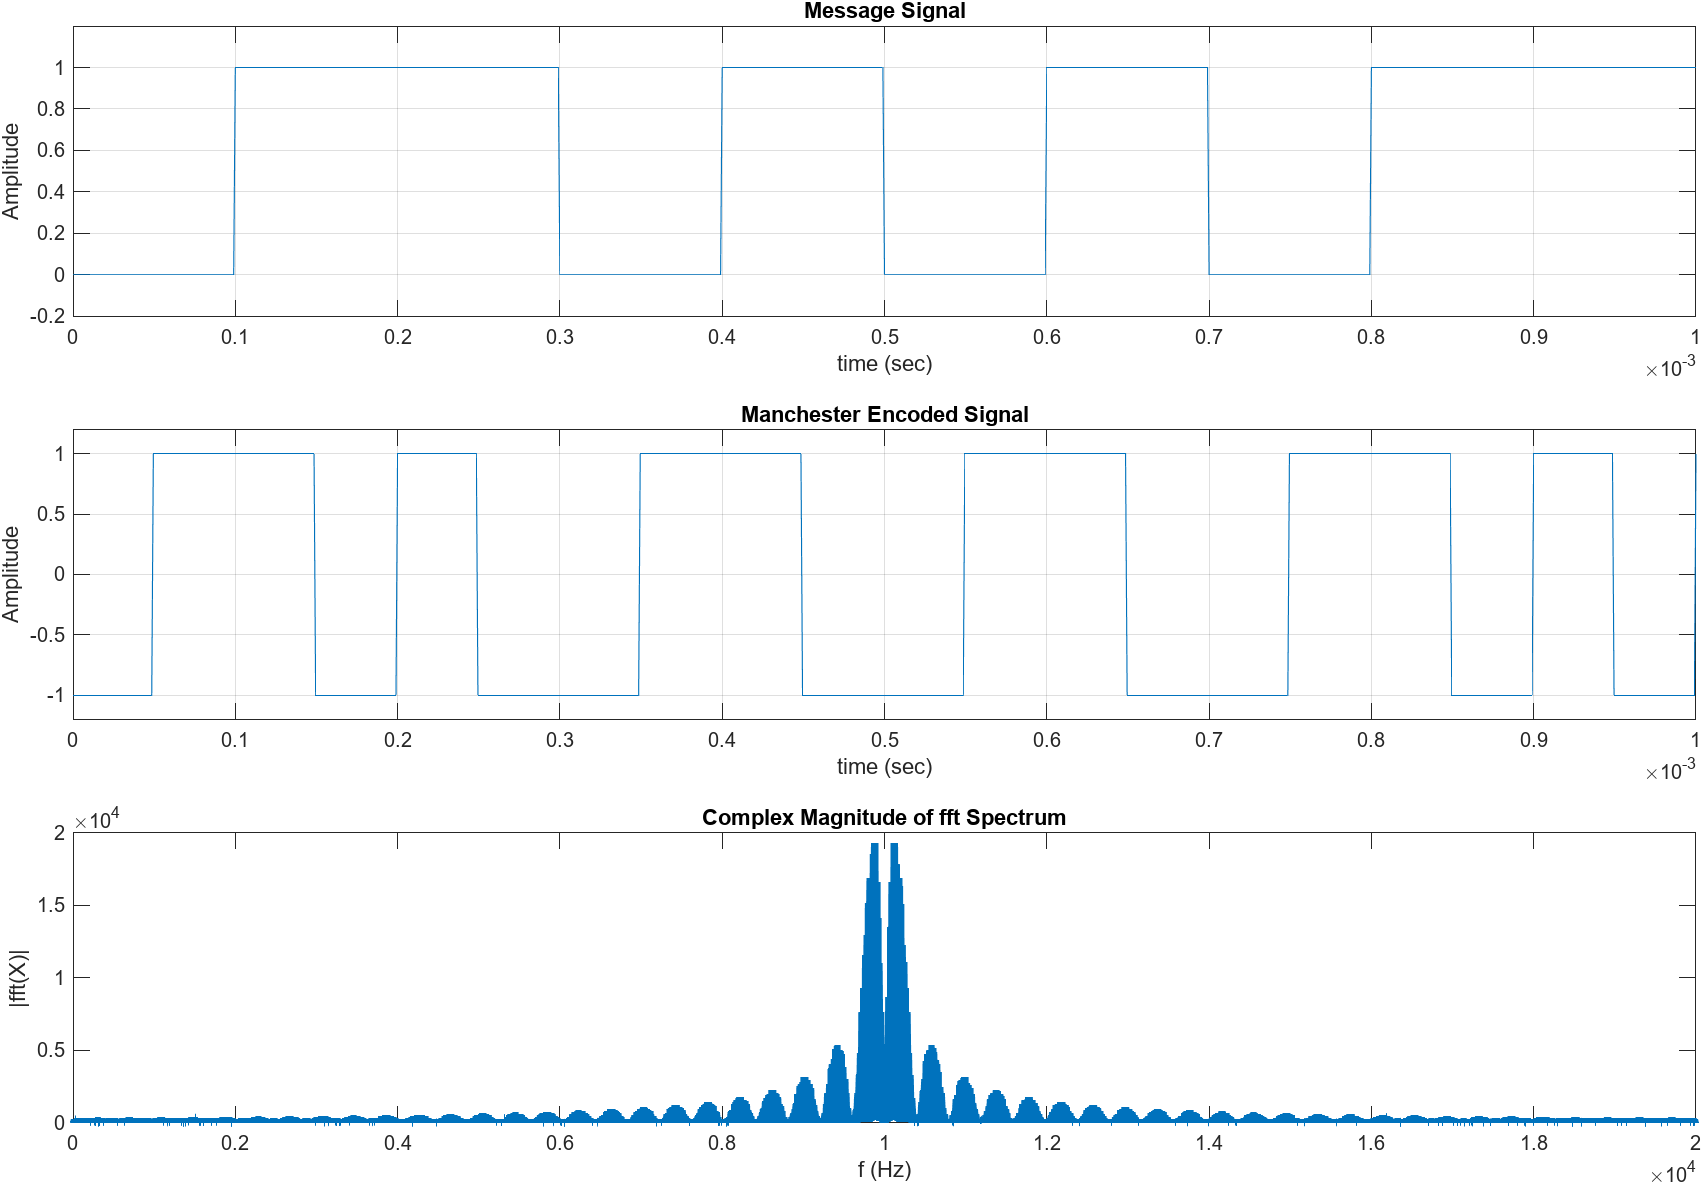 Message Signal
1
0.8
0.6
0.4
0.2
0
-0.2
Amplitude
0 0.1 0.2 0.3 0.4 0.5 0.6 0.7 0.8 0.9 1
time (sec)
×10-3
Manchester Encoded Signal
1
0.5
0
-0.5
-1
Amplitude
0 0.1 0.2 0.3 0.4 0.5 0.6 0.7 0.8 0.9 1
time (sec)
×10-3
Complex Magnitude of fft Spectrum
×104
2
1.5
1
0.5
0
|fft(X)|
0 0.2 0.4 0.6 0.8 1 1.2 1.4 1.6 1.8 2
f (Hz)
×104